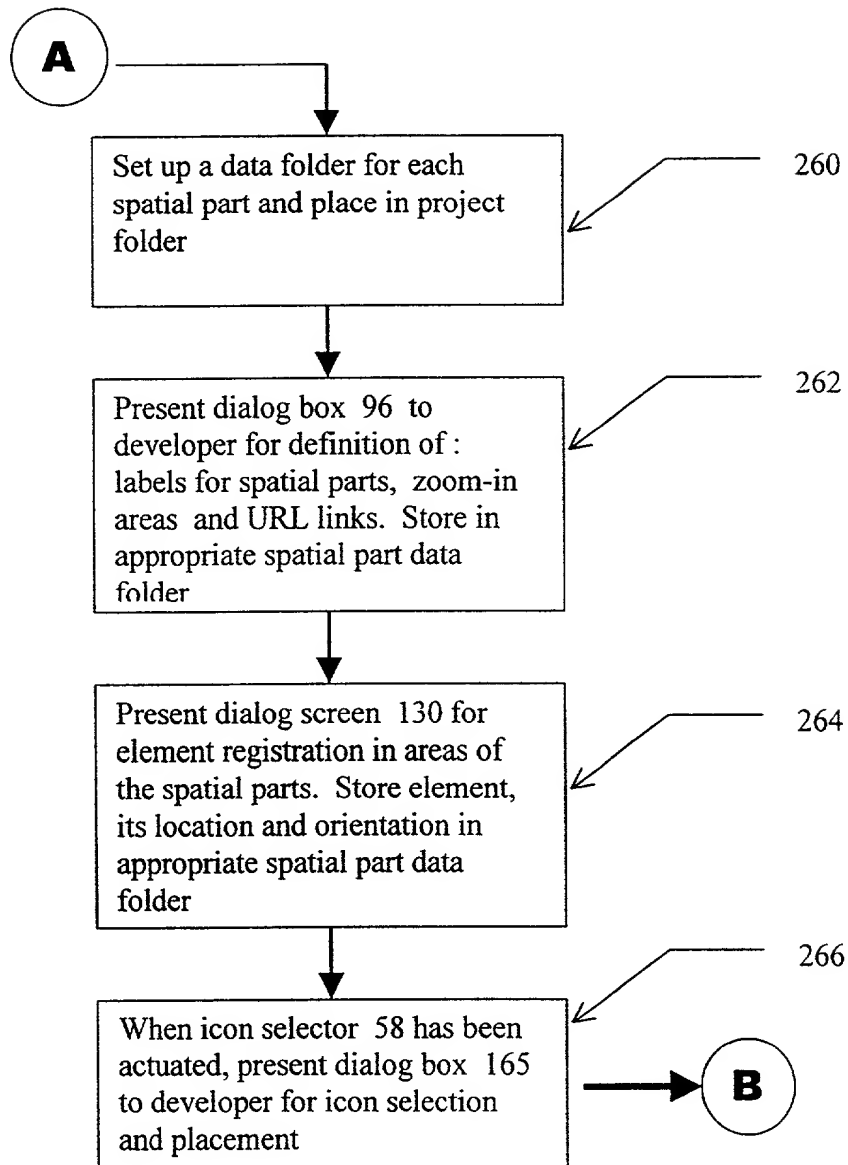 A
Set up a data folder for each
spatial part and place in project
folder
260
Present dialog box 96 to
developer for definition of :
labels for spatial parts, zoom-in
areas and URL links. Store in
appropriate spatial part data
folder
262
Present dialog screen 130 for
element registration in areas of
the spatial parts. Store element,
its location and orientation in
appropriate spatial part data
folder
264
When icon selector 58 has been
actuated, present dialog box 165
to developer for icon selection
and placement
266
B